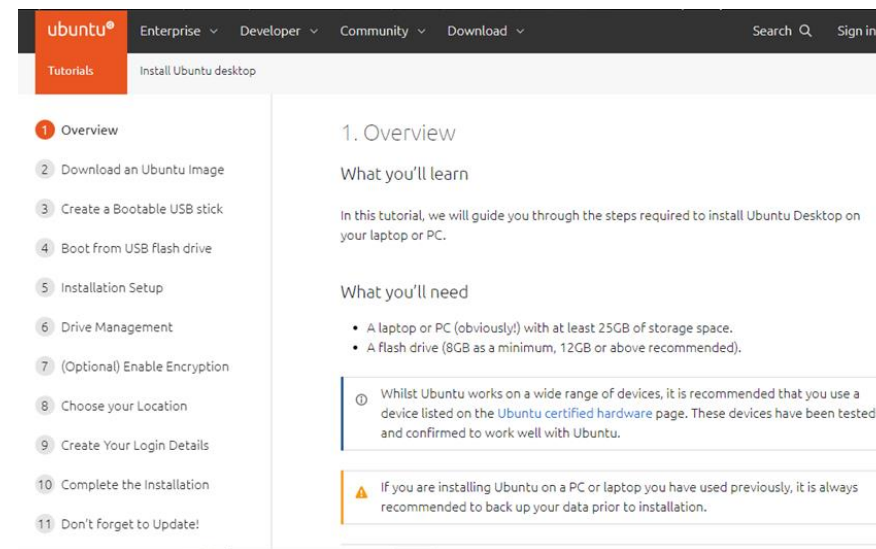 ubuntu® Enterprise Developer Community Download Search Sign in
Tutorials Install Ubuntu desktop
1 Overview
2 Download an Ubuntu Image
3 Create a Bootable USB stick
4 Boot from USB flash drive
5 Installation Setup
6 Drive Management
7 (Optional) Enable Encryption
8 Choose your Location
9 Create Your Login Details
10 Complete the Installation
11 Don't forget to Update!
1. Overview
What you'll learn
In this tutorial, we will guide you through the steps required to install Ubuntu Desktop on
your laptop or PC.
What you'll need
• A laptop or PC (obviously!) with at least 25GB of storage space.
• A flash drive (8GB as a minimum, 12GB or above recommended).
Whilst Ubuntu works on a wide range of devices, it is recommended that you use a
device listed on the Ubuntu certified hardware page. These devices have been tested
and confirmed to work well with Ubuntu.
If you are installing Ubuntu on a PC or laptop you have used previously, it is always
recommended to back up your data prior to installation.